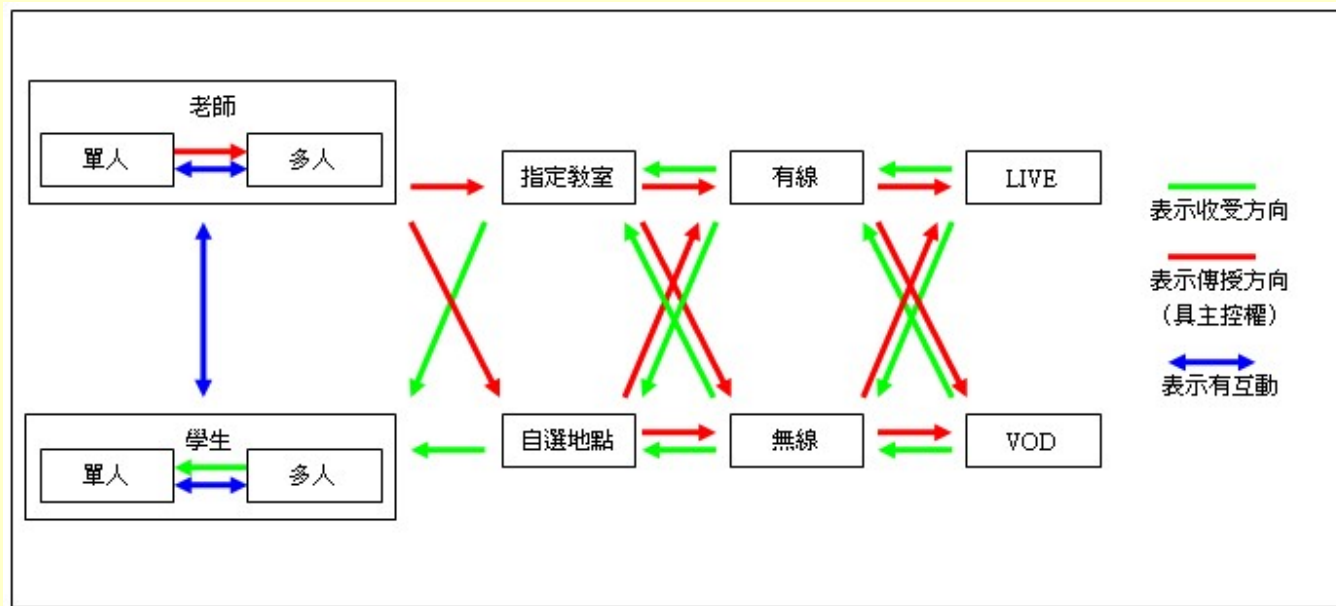 老師
單人
多人
指定教室
有線
LIVE
表示收受方向
表示傳授方向
(具主控權)
表示有互動
學生
單人
多人
自選地點
無線
VOD